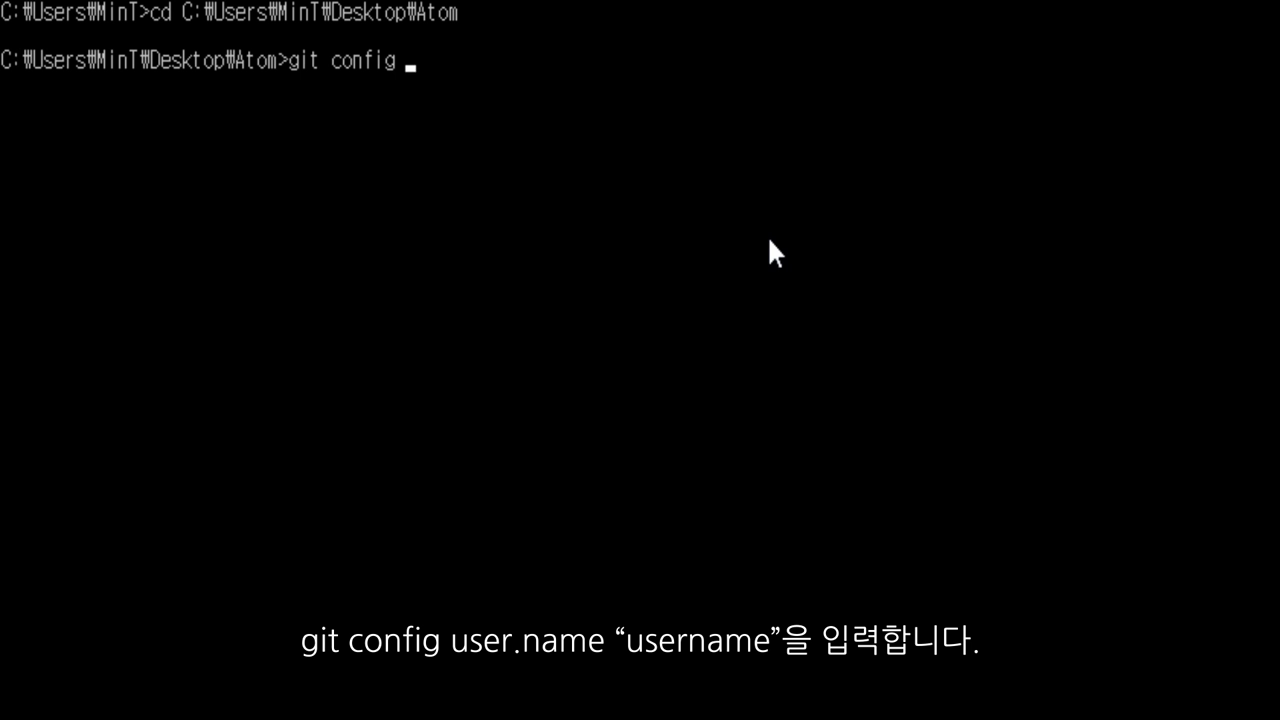 C:₩Users₩MinT>cd C:₩Users₩MinT₩Desktop₩Atom
C:₩Users₩MinT₩Desktop₩Atom>git config _
git config user.name “username”을 입력합니다.